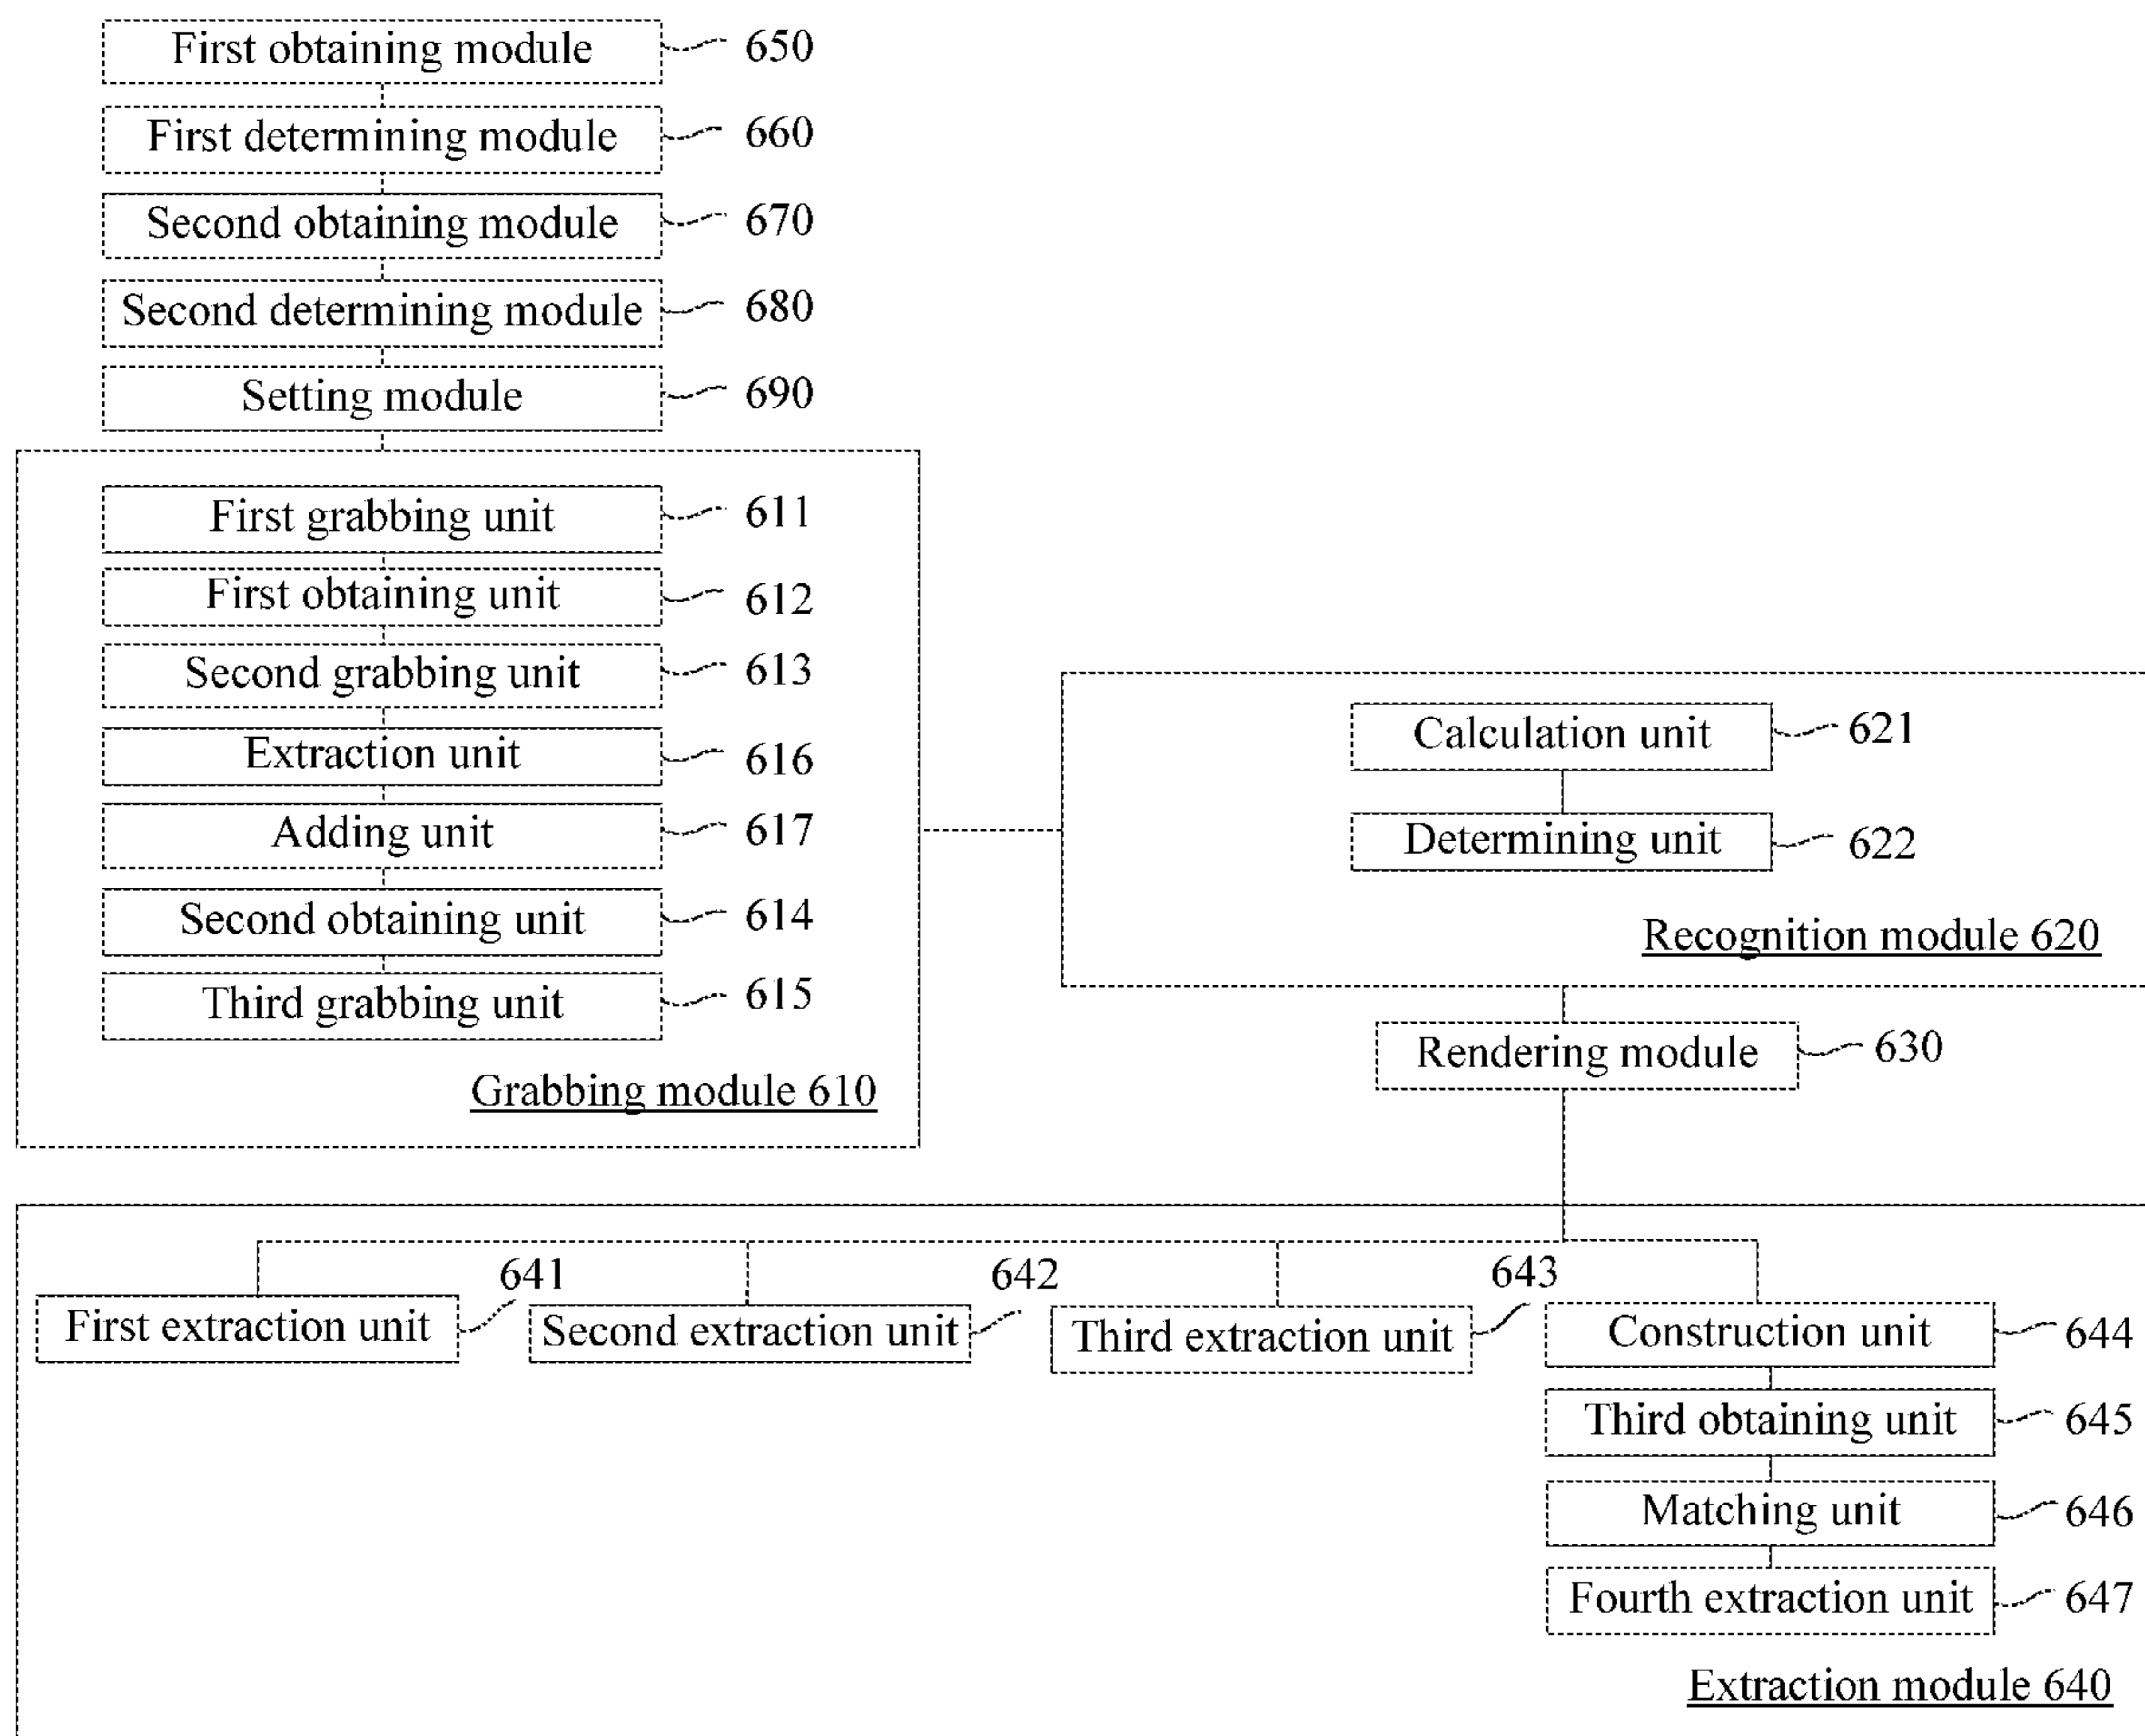 First obtaining module 650
First determining module 660
Second obtaining module 670
Second determining module 680
Setting module 690
First grabbing unit 611
First obtaining unit 612
Second grabbing unit 613
Extraction unit 616
Adding unit 617
Second obtaining unit 614
Third grabbing unit 615
Grabbing module 610
Calculation unit 621
Determining unit 622
Recognition module 620
Rendering module 630
First extraction unit 641
Second extraction unit 642
Third extraction unit 643
Construction unit 644
Third obtaining unit 645
Matching unit 646
Fourth extraction unit 647
Extraction module 640